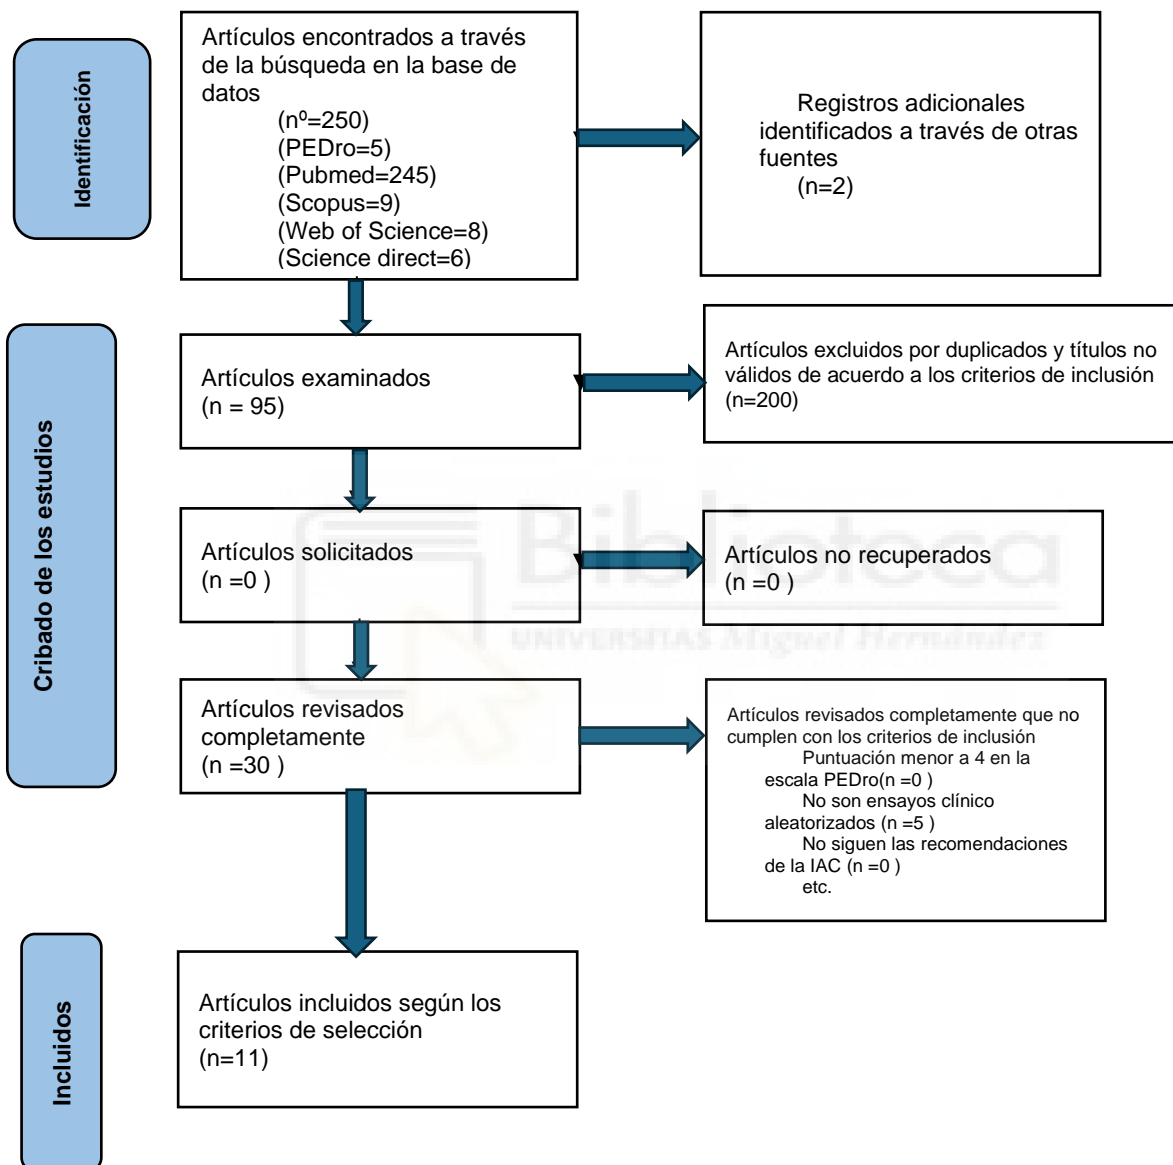 Identificación
Artículos encontrados a través
de la búsqueda en la base de
datos
(nº=250)
(PEDro=5)
(Pubmed=245)
(Scopus=9)
(Web of Science=8)
(Science direct=6)
Registros adicionales
identificados a través de otras
fuentes
(n=2)
Cribado de los estudios
Artículos examinados
(n = 95)
Artículos excluidos por duplicados y títulos no
válidos de acuerdo a los criterios de inclusión
(n=200)
Artículos solicitados
(n =0 )
Artículos no recuperados
(n =0 )
Biblioteca
UNIVERSITAS Miguel Hernández
Artículos revisados
completamente
(n =30 )
Artículos revisados completamente que no
cumplen con los criterios de inclusión
Puntuación menor a 4 en la
escala PEDro(n =0 )
No son ensayos clínico
aleatorizados (n =5 )
No siguen las recomendaciones
de la IAC (n =0 )
etc.
Incluidos
Artículos incluidos según los
criterios de selección
(n=11)